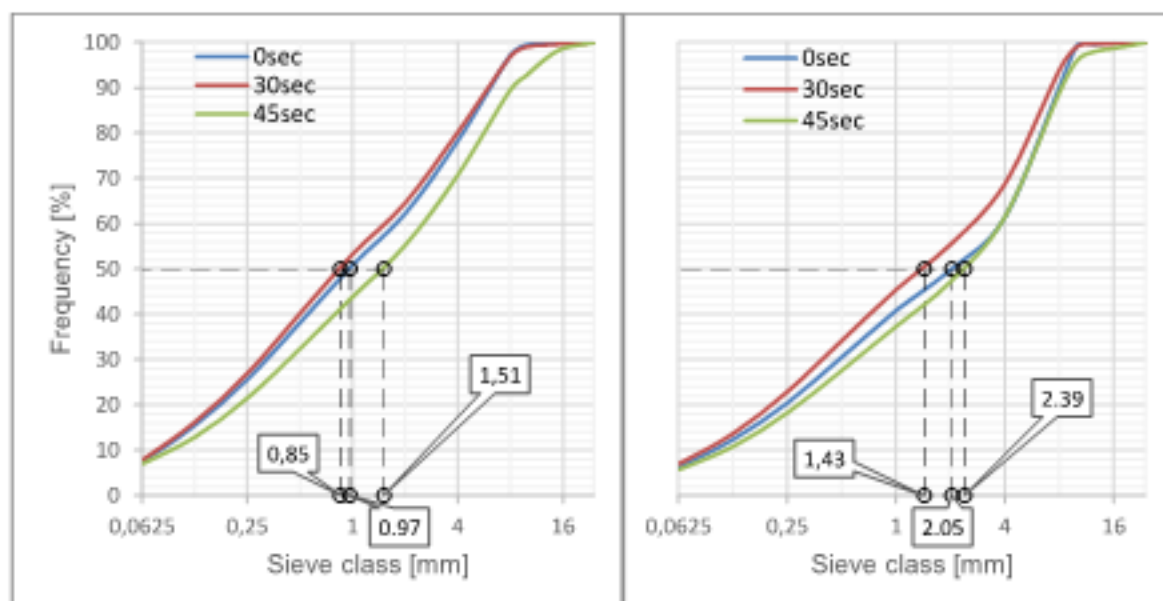 100
90
80
70
60
50
40
30
20
10
0
Frequency [%]
0sec
30sec
45sec
1,51
0,85
0.97
0,0625 0,25 1 4 16
Sieve class [mm]
0sec
30sec
45sec
2.39
1,43
2.05
0,0625 0,25 1 4 16
Sieve class [mm]